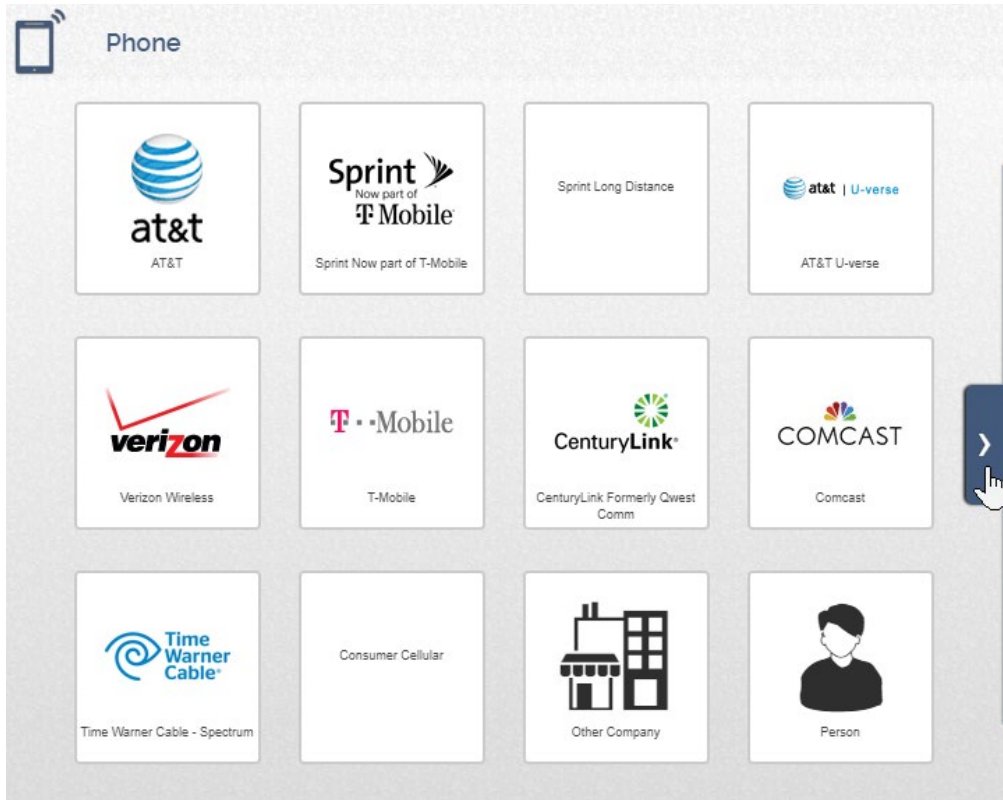 Phone
at&t
AT&T
Sprint
Now part of
T Mobile
Sprint Now part of T-Mobile
Sprint Long Distance
at&t | U-verse
AT&T U-verse
verizon
Verizon Wireless
T··Mobile
T-Mobile
CenturyLink
CenturyLink Formerly Qwest
Comm
COMCAST
Comcast
Time
Warner
Cable
Time Warner Cable - Spectrum
Consumer Cellular
Other Company
Person